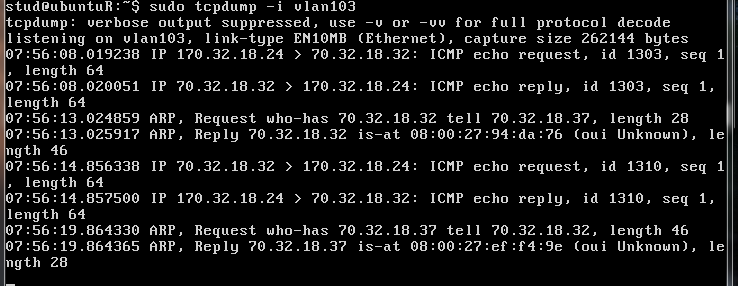 stud@ubuntuR:~$ sudo tcpdump -i vlan103
tcpdump: verbose output suppressed, use -v or -vv for full protocol decode
listening on vlan103, link-type EN10MB (Ethernet), capture size 262144 bytes
07:56:08.019238 IP 170.32.18.24 > 70.32.18.32: ICMP echo request, id 1303, seq 1
, length 64
07:56:08.020051 IP 70.32.18.32 > 170.32.18.24: ICMP echo reply, id 1303, seq 1,
length 64
07:56:13.024859 ARP, Request who-has 70.32.18.32 tell 70.32.18.37, length 28
07:56:13.025917 ARP, Reply 70.32.18.32 is-at 08:00:27:94:da:76 (oui Unknown), le
ngth 46
07:56:14.856338 IP 70.32.18.32 > 170.32.18.24: ICMP echo request, id 1310, seq 1
, length 64
07:56:14.857500 IP 170.32.18.24 > 70.32.18.32: ICMP echo reply, id 1310, seq 1,
length 64
07:56:19.864330 ARP, Request who-has 70.32.18.37 tell 70.32.18.32, length 46
07:56:19.864365 ARP, Reply 70.32.18.37 is-at 08:00:27:ef:f4:9e (oui Unknown), le
ngth 28